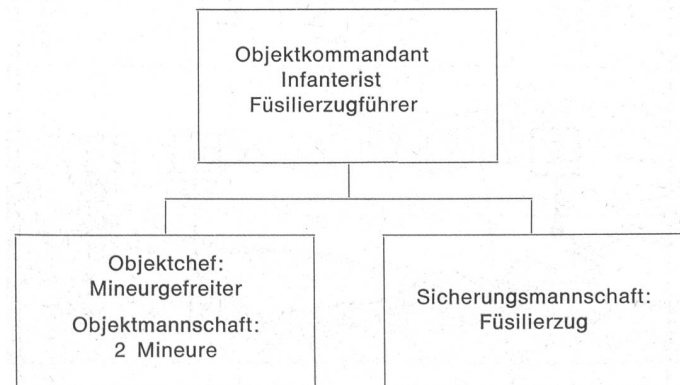 Objektkommandant
Infanterist
Füsilierzugführer
Objektchef:
Mineurgefreiter
Objektmannschaft:
2 Mineure
Sicherungsmannschaft:
Füsilierzug